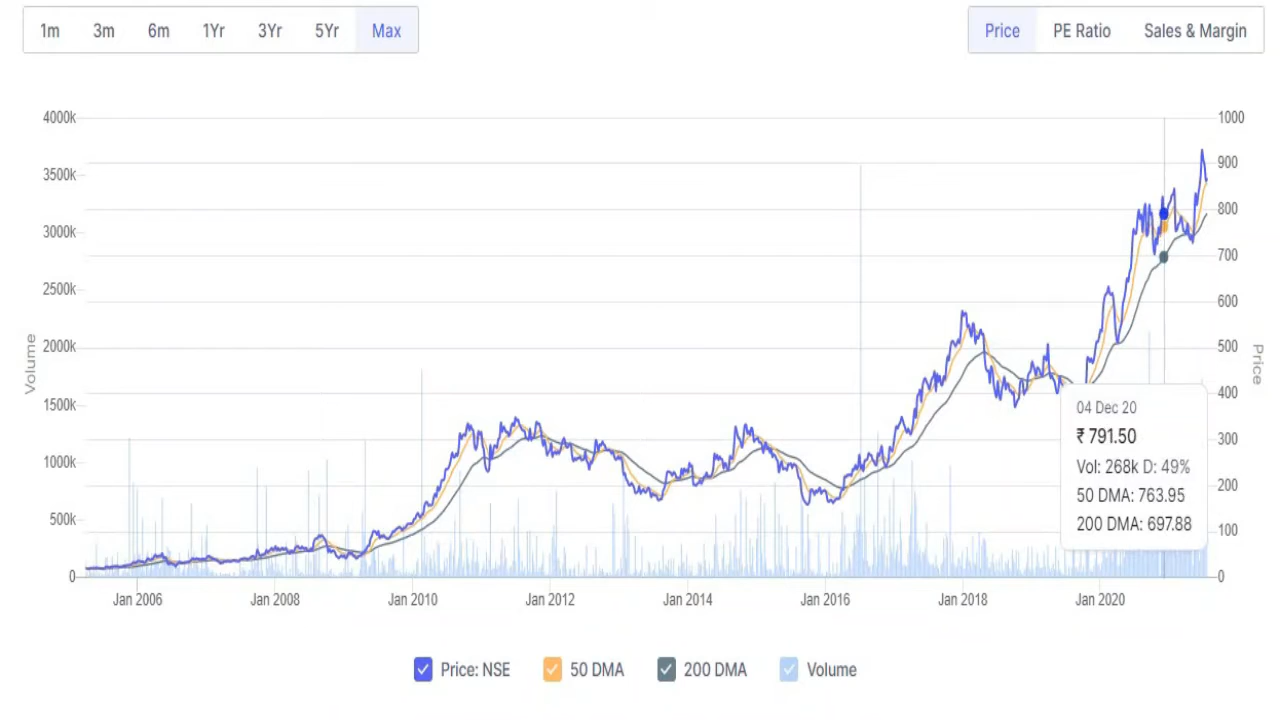 1m 3m 6m 1Yr 3Yr 5Yr Max Price PE Ratio Sales & Margin
4000k 1000
3500k 900
3000k 800
2500k 700
2000k 600
1500k 500
1000k 400
500k 300
0 200
100
0
Volume
Price
04 Dec 20
₹ 791.50
Vol: 268k D: 49%
50 DMA: 763.95
200 DMA: 697.88
Jan 2006 Jan 2008 Jan 2010 Jan 2012 Jan 2014 Jan 2016 Jan 2018 Jan 2020
Price: NSE 50 DMA 200 DMA Volume